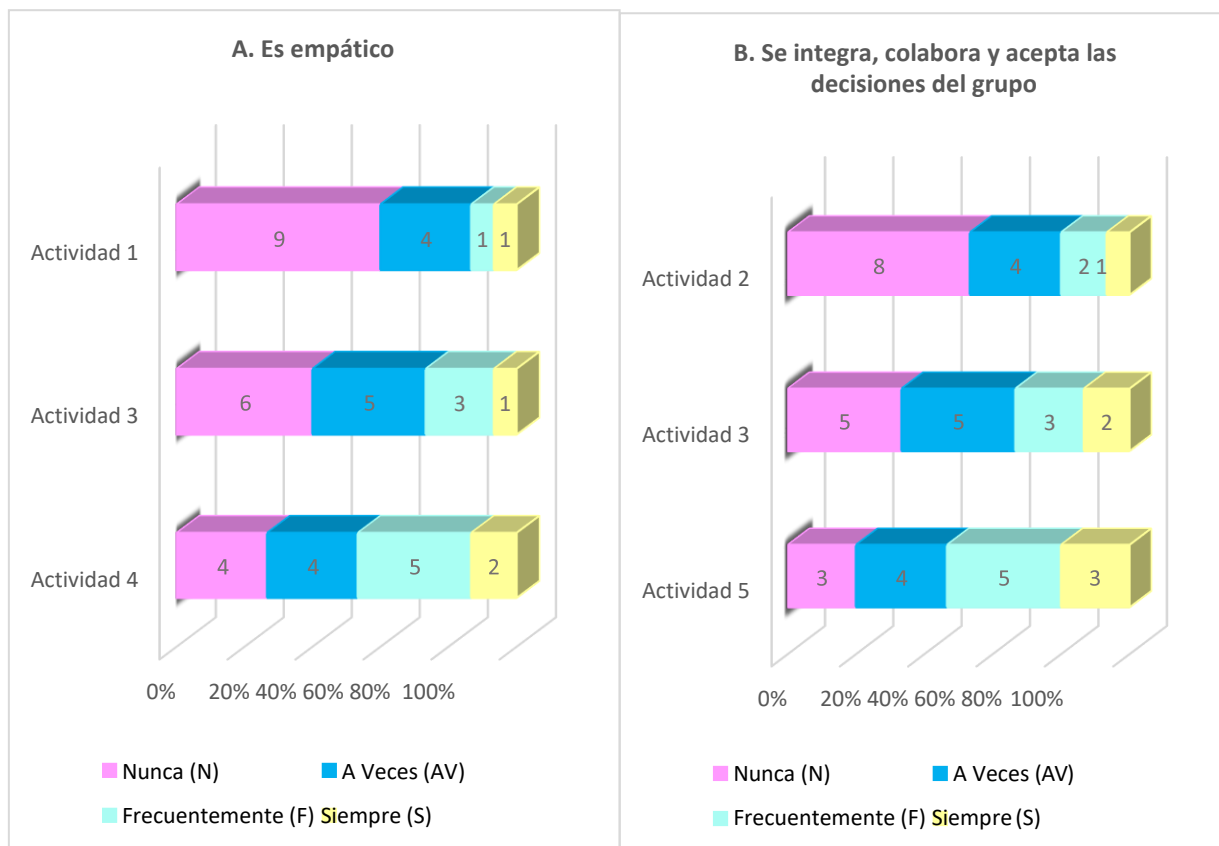 A. Es empático
Actividad 1
9
4
1
1
Actividad 3
6
5
3
1
Actividad 4
4
4
5
2
0% 20% 40% 60% 80% 100%
Nunca (N) A Veces (AV)
Frecuentemente (F) Siempre (S)
B. Se integra, colabora y acepta las
decisiones del grupo
Actividad 2
8
4
2
1
Actividad 3
5
5
3
2
Actividad 5
3
4
5
3
0% 20% 40% 60% 80% 100%
Nunca (N) A Veces (AV)
Frecuentemente (F) Siempre (S)